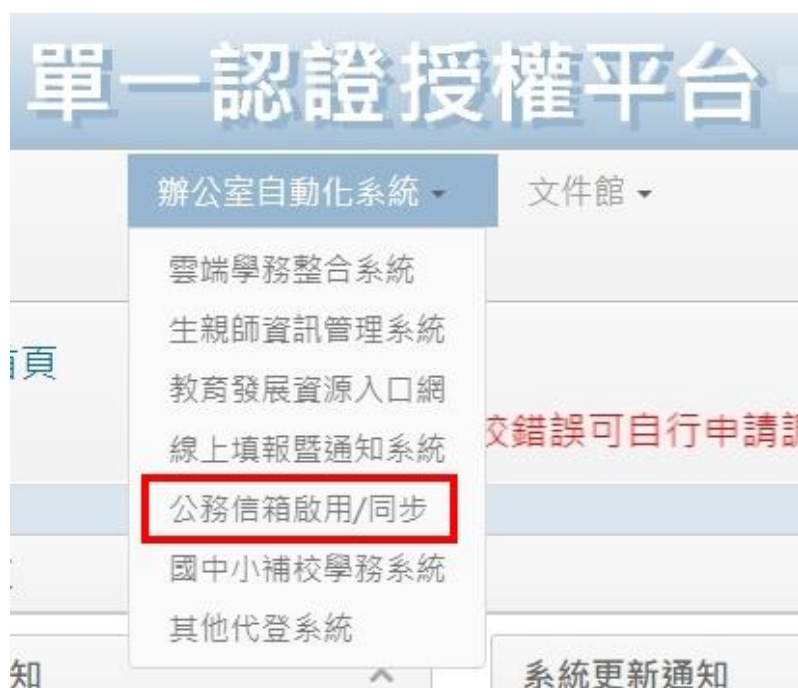 單一認證授權平台
辦公室自動化系統
文件館
雲端學務整合系統
生親師資訊管理系統
頁
教育發展資源入口網
錯誤可自行申請
線上填報暨通知系統
公務信箱啟用/同步
國中小補校學務系統
其他代登系統
知
系統更新通知